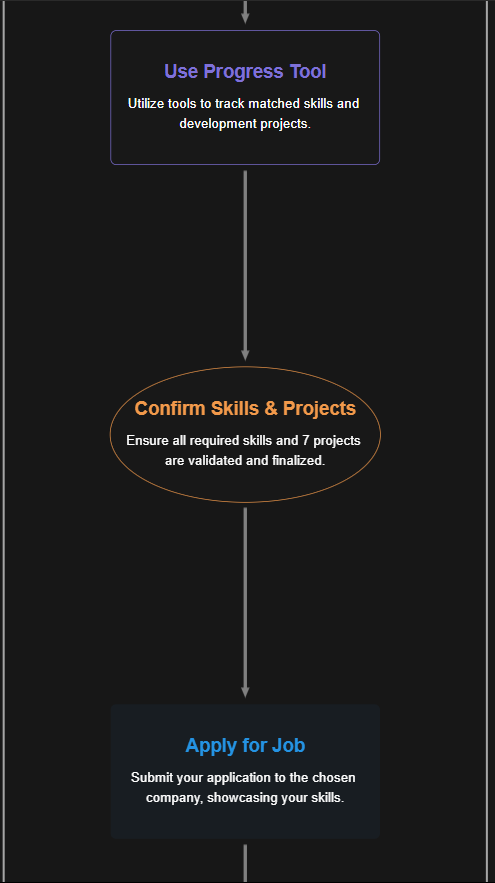 Use Progress Tool
Utilize tools to track matched skills and
development projects.
Confirm Skills & Projects
Ensure all required skills and 7 projects
are validated and finalized.
Apply for Job
Submit your application to the chosen
company, showcasing your skills.